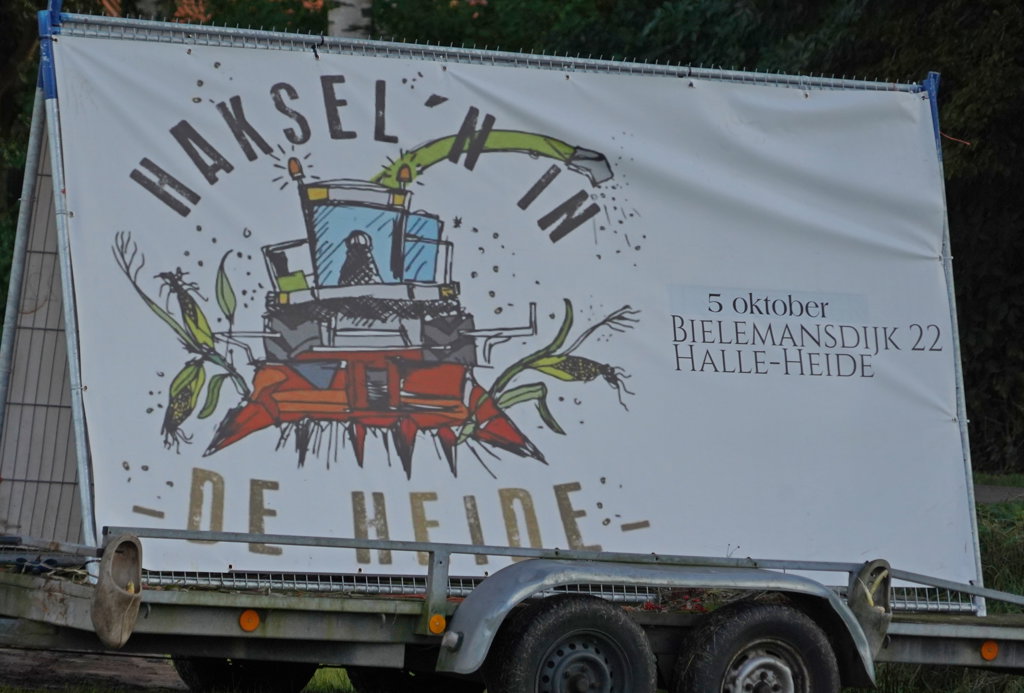 HAKSEL´N IN
DE HEIDE
5 oktober
BIELEMANSDIJK 22
HALLE-HEIDE